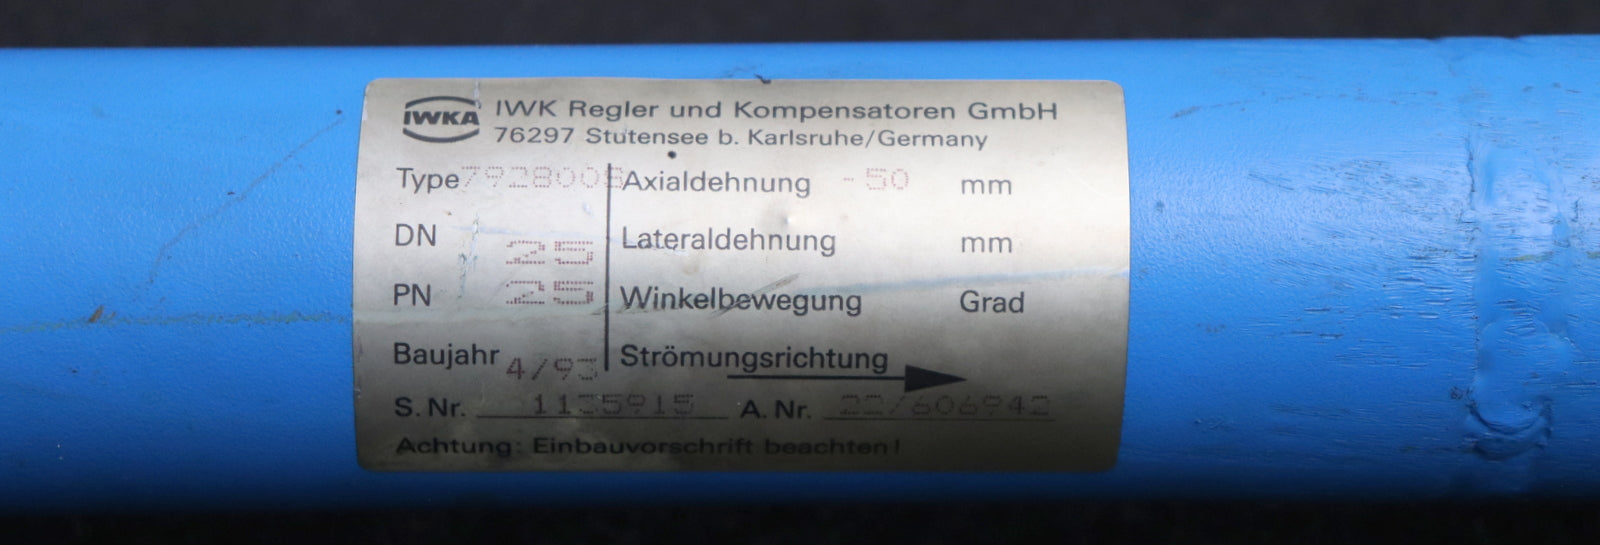 IWKA IWK Regler und Kompensatoren GmbH
76297 Stutensee b. Karlsruhe/Germany
Type Axialdehnung -50 mm
DN 25 Lateraldehnung mm
PN 25 Winkelbewegung Grad
Baujahr 4/93 Strömungsrichtung
S. Nr. 1135915 A. Nr. 22/606942
Achtung: Einbauvorschrift beachten!